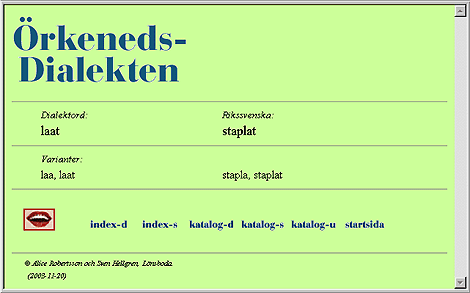 Örkeneds-
Dialekten
Dialektord: Rikssvenska:
laat staplat
Varianter:
laa, laat stapla, staplat
index-d index-s katalog-d katalog-s katalog-u startsida
© Alice Robertsson och Sven Hellgren, Lönsboda.
(2003-11-20)